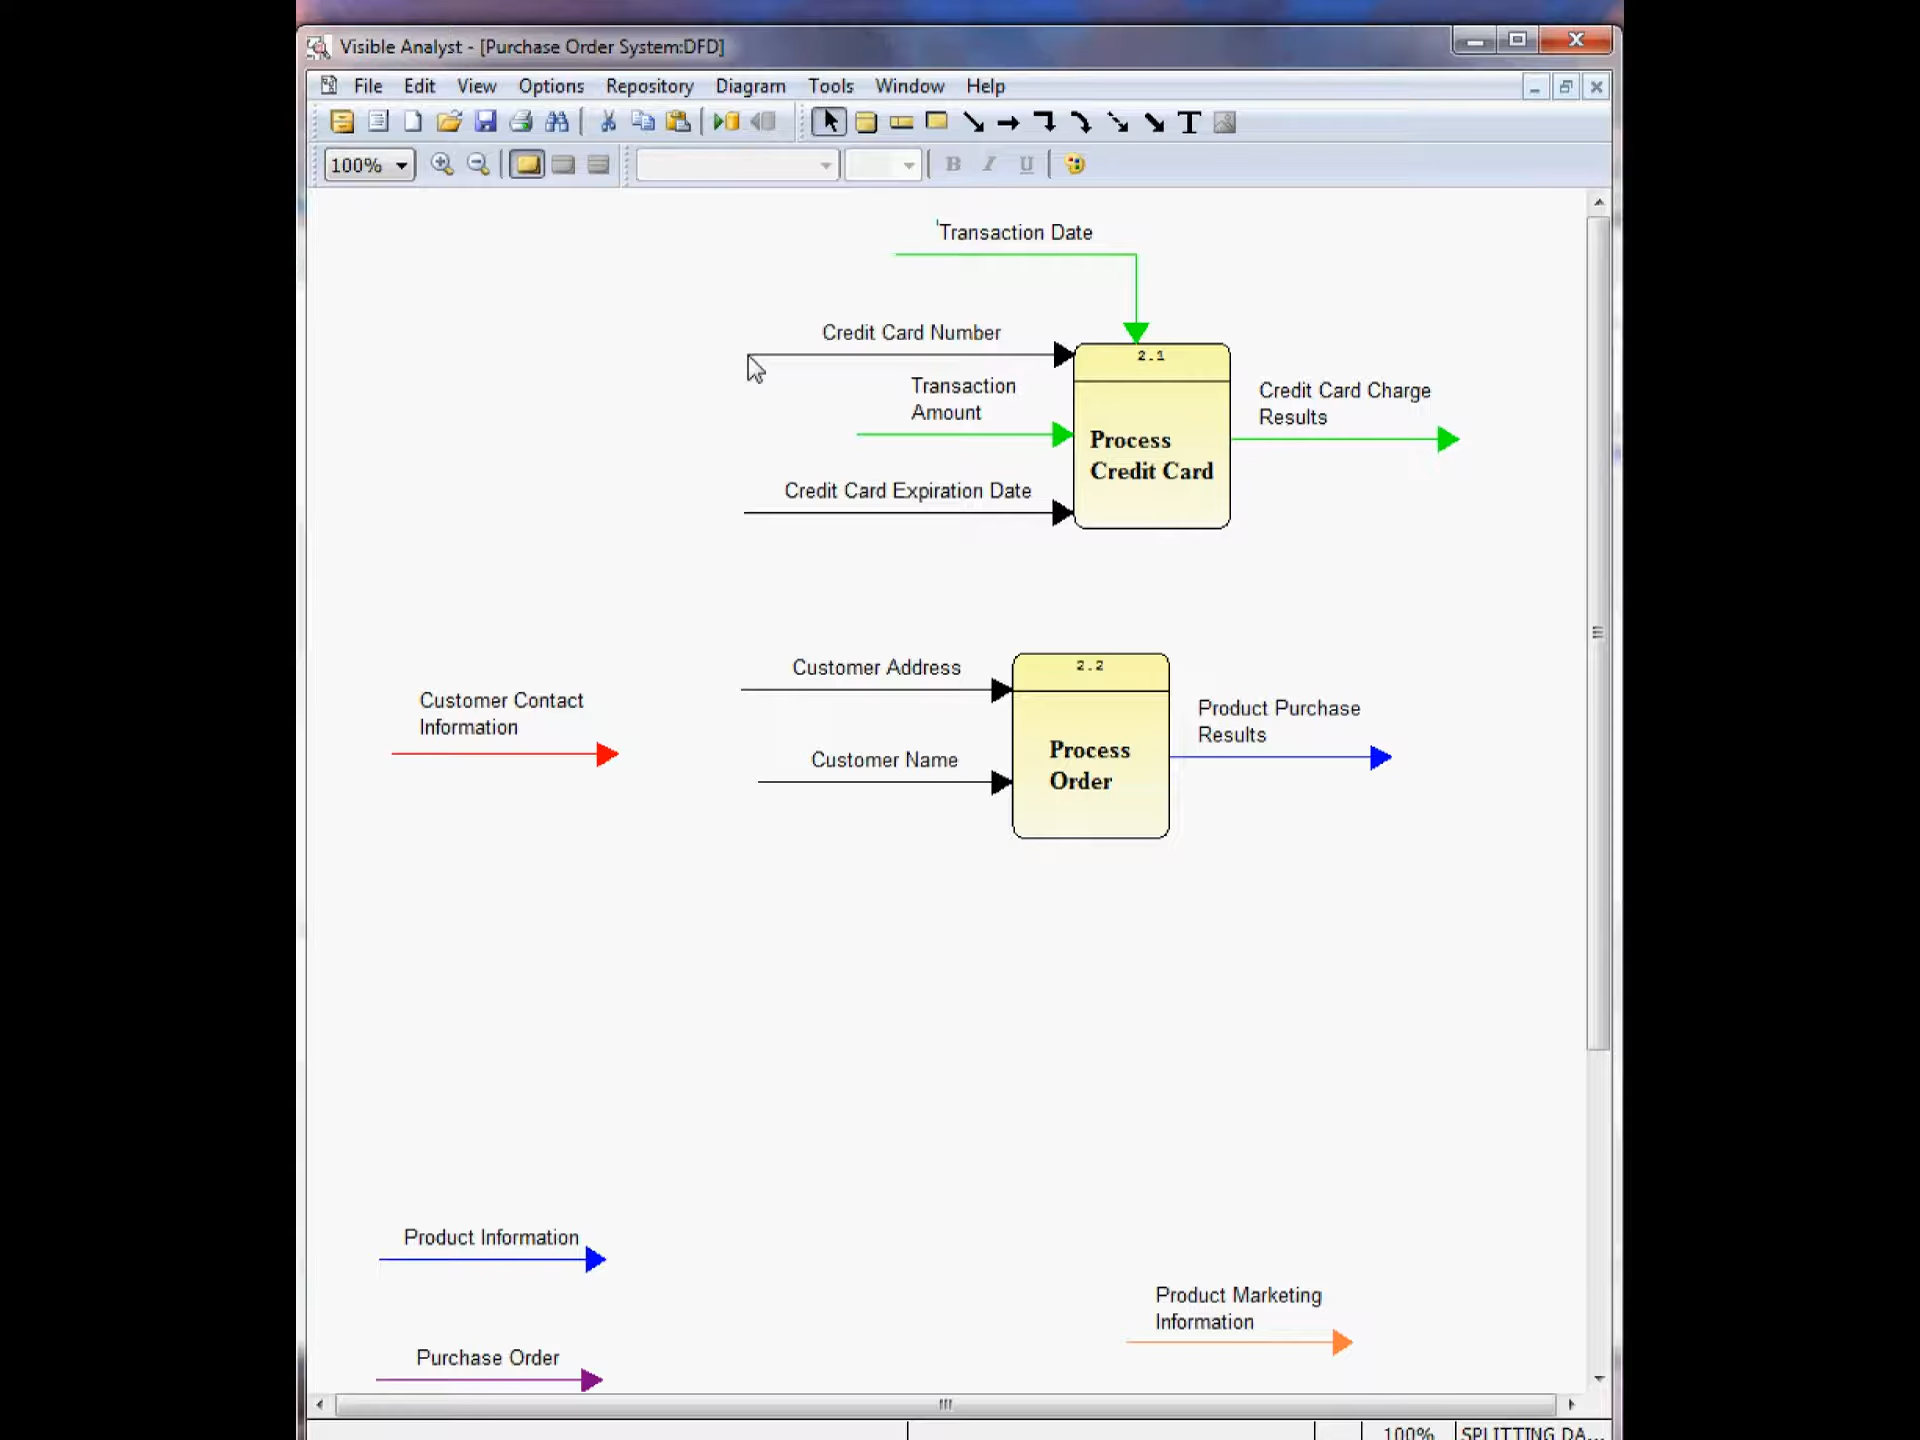 Visible Analyst - [Purchase Order System:DFD]
File Edit View Options Repository Diagram Tools Window Help
100%
B I U
Transaction Date
Credit Card Number
2.1
Transaction
Amount
Credit Card Charge
Results
Process
Credit Card
Credit Card Expiration Date
Customer Address
2.2
Customer Contact
Information
Product Purchase
Results
Process
Order
Customer Name
Product Information
Product Marketing
Information
Purchase Order
100% SPLITTING DA...